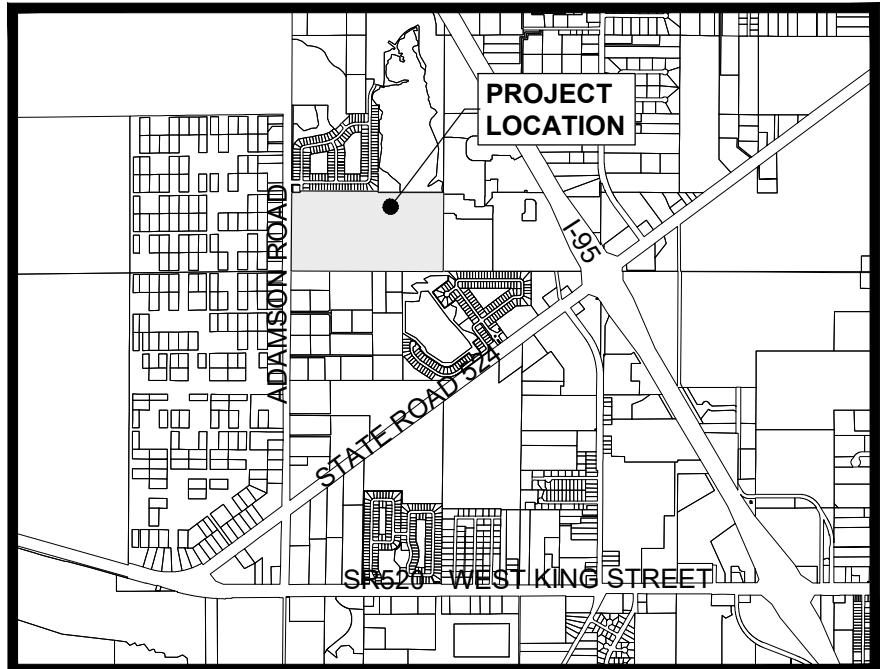 PROJECT
LOCATION
I-95
ADAMSON ROAD
STATE ROAD 524
SR520 WEST KING STREET